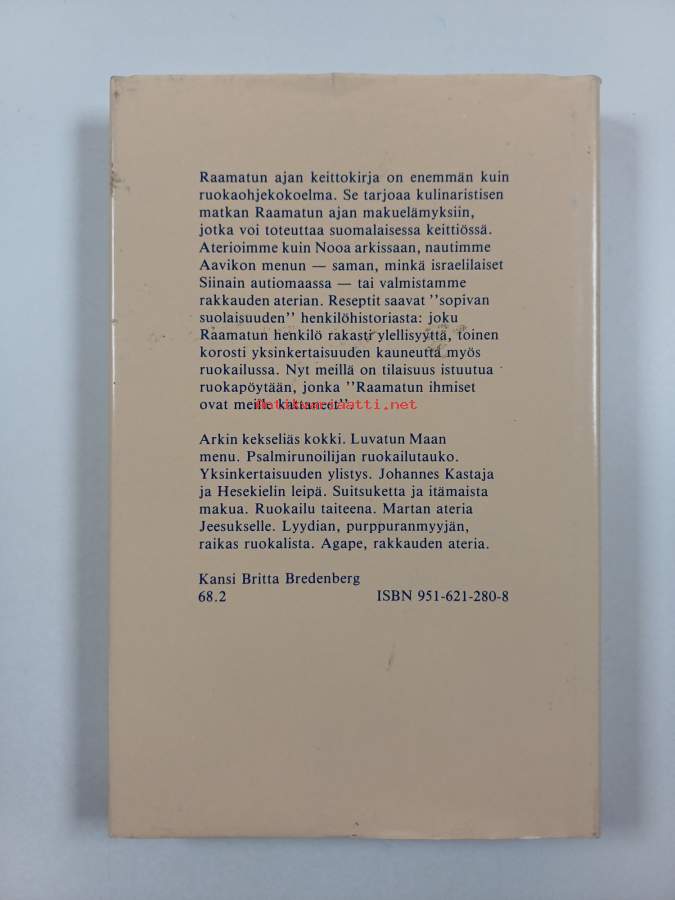 Raamatun ajan keittokirja on enemmän kuin
ruokaohjekokoelma. Se tarjoaa kulinaristisen
matkan Raamatun ajan makuelämyksiin,
jotka voi toteuttaa suomalaisessa keittiössä.
Aterioimme kuin Nooa arkissaan, nautimme
Aavikon menun — saman, minkä israelilaiset
Siinain autiomaassa — tai valmistamme
rakkauden aterian. Reseptit saavat ''sopivan
suolaisuuden'' henkilöhistoriasta: joku
Raamatun henkilö rakasti ylellisyyttä, toinen
korosti yksinkertaisuuden kauneutta myös
ruokailussa. Nyt meillä on tilaisuus istuutua
ruokapöytään, jonka ''Raamatun ihmiset
ovat meille kattaneet''.
Antikvariaatti.net
Arkin kekseliäs kokki. Luvatun Maan
menu. Psalmirunoilijan ruokailutauko.
Yksinkertaisuuden ylistys. Johannes Kastaja
ja Hesekielin leipä. Suitsuketta ja itämaista
makua. Ruokailu taiteena. Martan ateria
Jeesukselle. Lyydian, purppuranmyyjän,
raikas ruokalista. Agape, rakkauden ateria.
Kansi Britta Bredenberg
68.2 ISBN 951-621-280-8